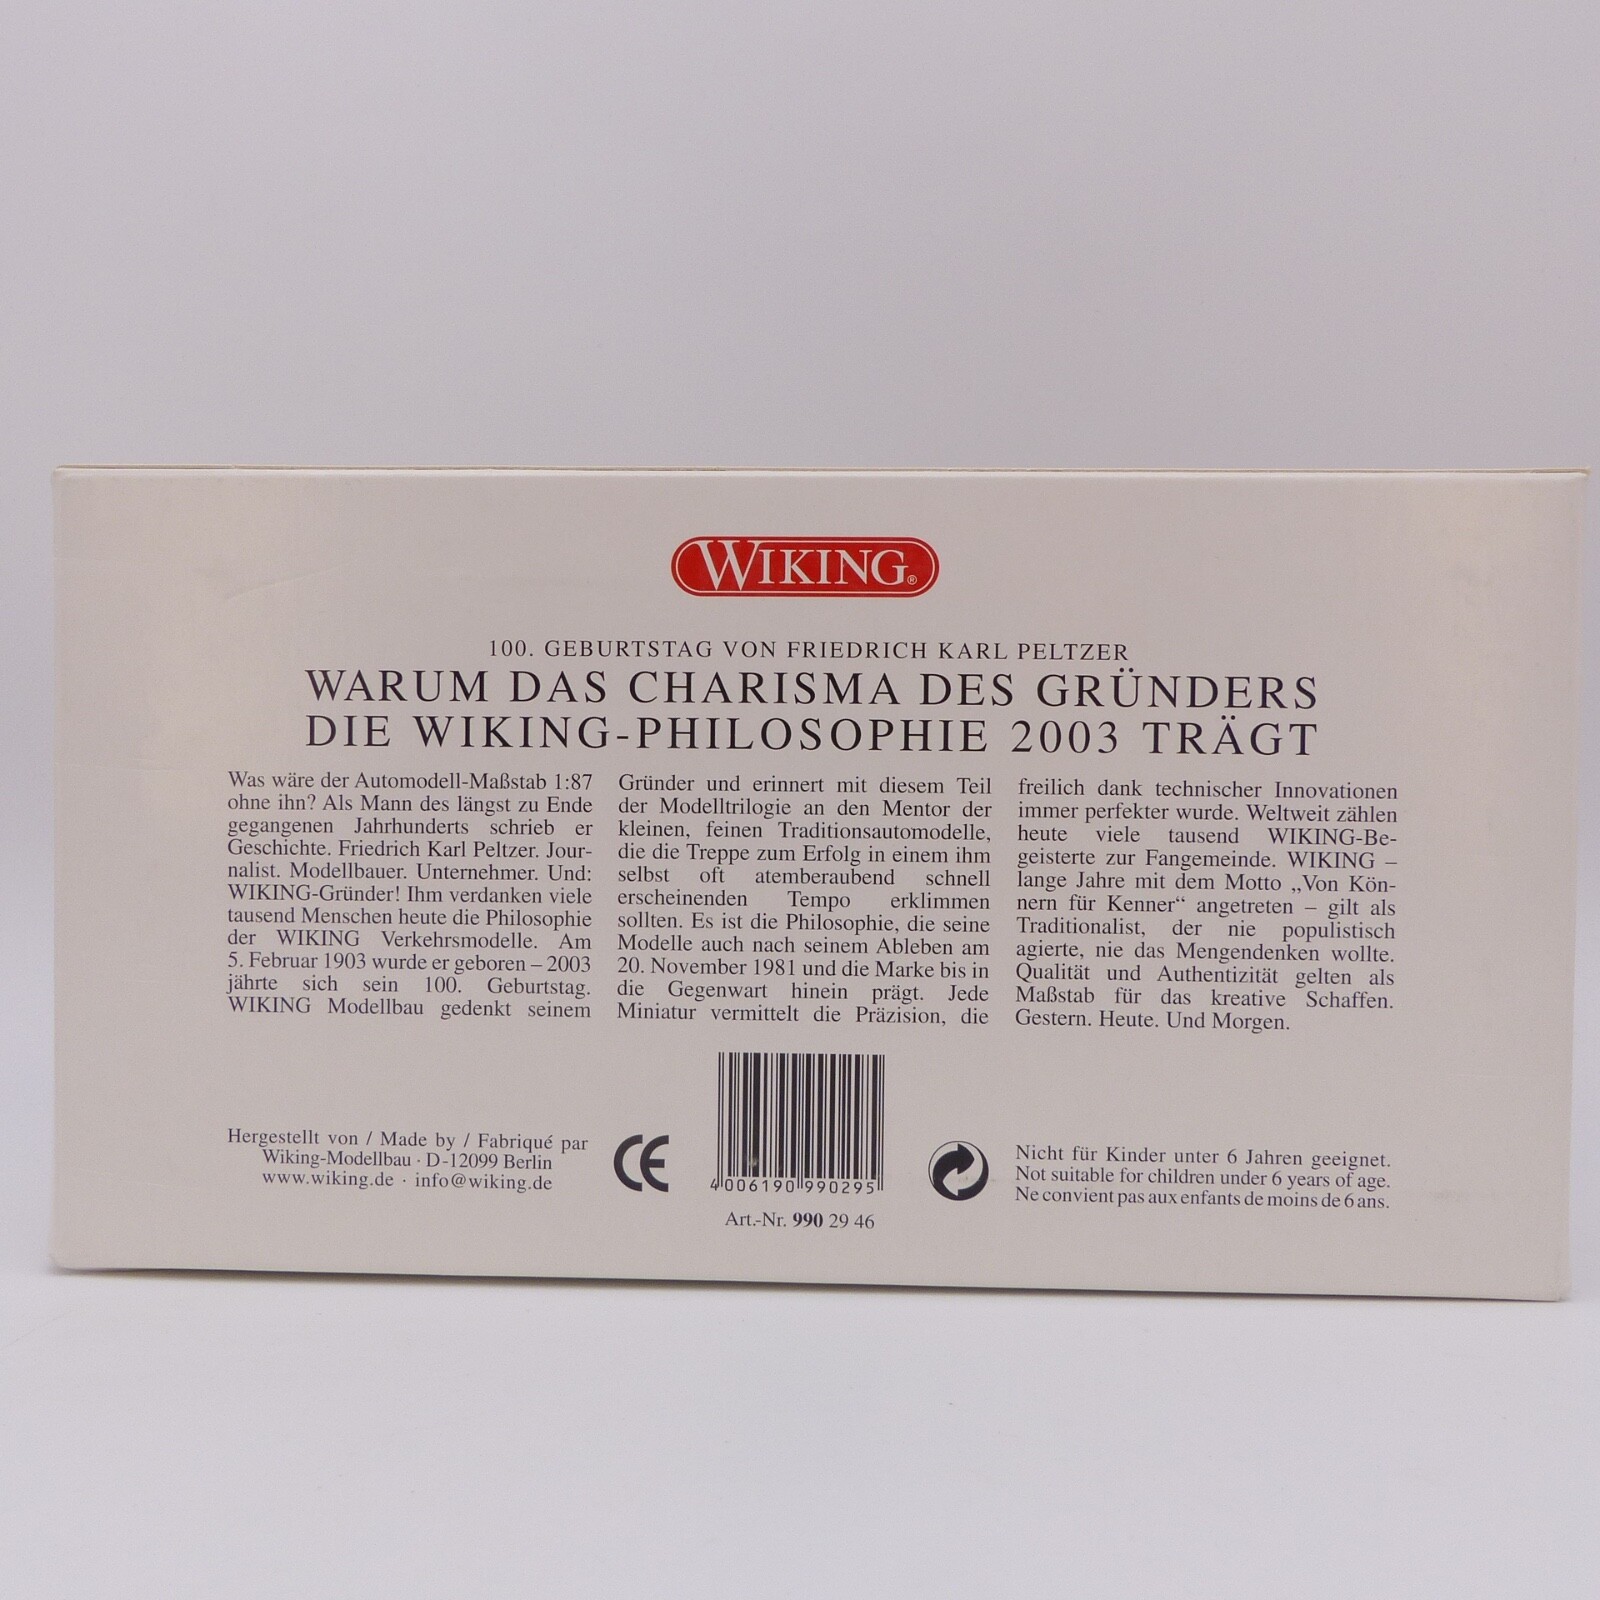 WIKING®
100. GEBURTSTAG VON FRIEDRICH KARL PELTZER
WARUM DAS CHARISMA DES GRÜNDERS
DIE WIKING-PHILOSOPHIE 2003 TRÄGT
Was wäre der Automodell-Maßstab 1:87
ohne ihn? Als Mann des längst zu Ende
gegangenen Jahrhunderts schrieb er
Geschichte. Friedrich Karl Peltzer. Jour-
nalist. Modellbauer. Unternehmer. Und:
WIKING-Gründer! Ihm verdanken viele
tausend Menschen heute die Philosophie
der WIKING Verkehrsmodelle. Am
5. Februar 1903 wurde er geboren – 2003
jährte sich sein 100. Geburtstag.
WIKING Modellbau gedenkt seinem
Gründer und erinnert mit diesem Teil
der Modelltrilogie an den Mentor der
kleinen, feinen Traditionsautomodelle,
die die Treppe zum Erfolg in einem ihm
selbst oft atemberaubend schnell
erscheinenden Tempo erklimmen
sollten. Es ist die Philosophie, die seine
Modelle auch nach seinem Ableben am
20. November 1981 und die Marke bis in
die Gegenwart hinein prägt. Jede
Miniatur vermittelt die Präzision, die
freilich dank technischer Innovationen
immer perfekter wurde. Weltweit zählen
heute viele tausend WIKING-Be-
geisterte zur Fangemeinde. WIKING –
lange Jahre mit dem Motto „Von Kön-
nern für Kenner“ angetreten – gilt als
Traditionalist, der nie populistisch
agierte, nie das Mengendenken wollte.
Qualität und Authentizität gelten als
Maßstab für das kreative Schaffen.
Gestern. Heute. Und Morgen.
Hergestellt von / Made by / Fabriqué par
Wiking-Modellbau · D-12099 Berlin
www.wiking.de · info@wiking.de
CE
4 006190 990295
Art.-Nr. 990 29 46
Nicht für Kinder unter 6 Jahren geeignet.
Not suitable for children under 6 years of age.
Ne convient pas aux enfants de moins de 6 ans.